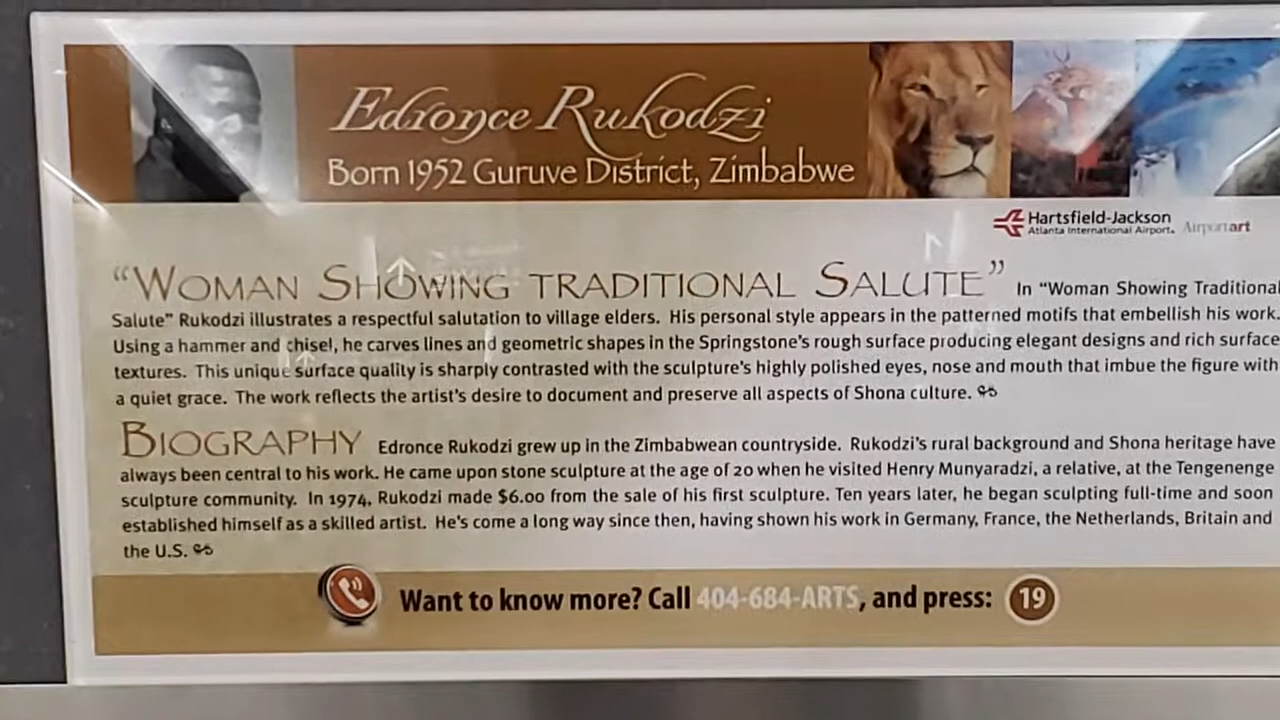 Edronce Rukodzi
Born 1952 Guruve District, Zimbabwe
Hartsfield-Jackson
Atlanta International Airport.
Airportart
“WOMAN SHOWING TRADITIONAL SALUTE” In “Woman Showing Traditional
Salute” Rukodzi illustrates a respectful salutation to village elders. His personal style appears in the patterned motifs that embellish his work.
Using a hammer and chisel, he carves lines and geometric shapes in the Springstone's rough surface producing elegant designs and rich surface
textures. This unique surface quality is sharply contrasted with the sculpture's highly polished eyes, nose and mouth that imbue the figure with
a quiet grace. The work reflects the artist's desire to document and preserve all aspects of Shona culture.
BIOGRAPHY Edronce Rukodzi grew up in the Zimbabwean countryside. Rukodzi's rural background and Shona heritage have
always been central to his work. He came upon stone sculpture at the age of 20 when he visited Henry Munyaradzi, a relative, at the Tengenenge
sculpture community. In 1974, Rukodzi made $6.00 from the sale of his first sculpture. Ten years later, he began sculpting full-time and soon
established himself as a skilled artist. He's come a long way since then, having shown his work in Germany, France, the Netherlands, Britain and
the U.S.
Want to know more? Call 404-684-ARTS, and press: 19